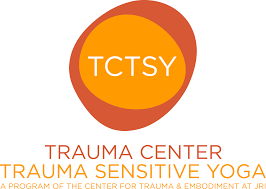 TCTSY
TRAUMA CENTER
TRAUMA SENSITIVE YOGA
A PROGRAM OF THE CENTER FOR TRAUMA & EMBODIMENT AT JRI